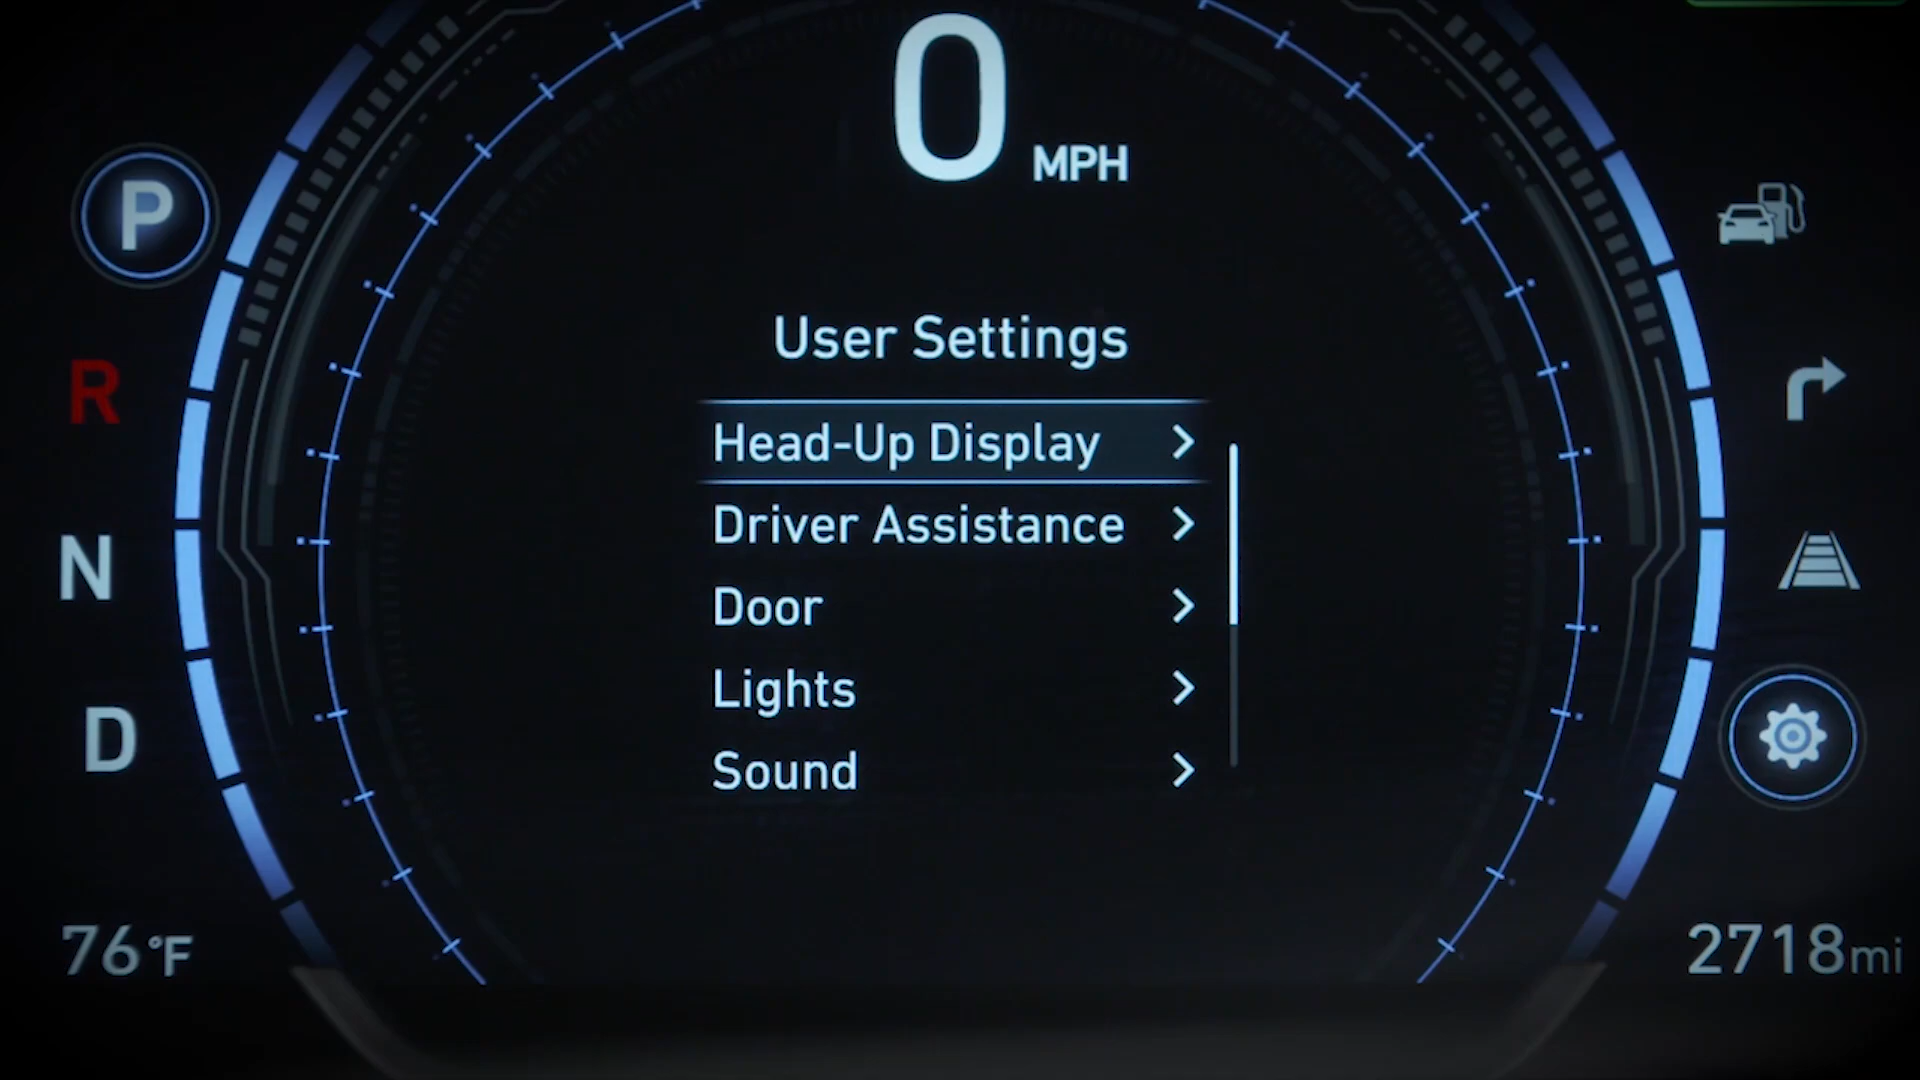 0 MPH
P
R
N
D
User Settings
Head-Up Display
Driver Assistance
Door
Lights
Sound
76°F
2718mi